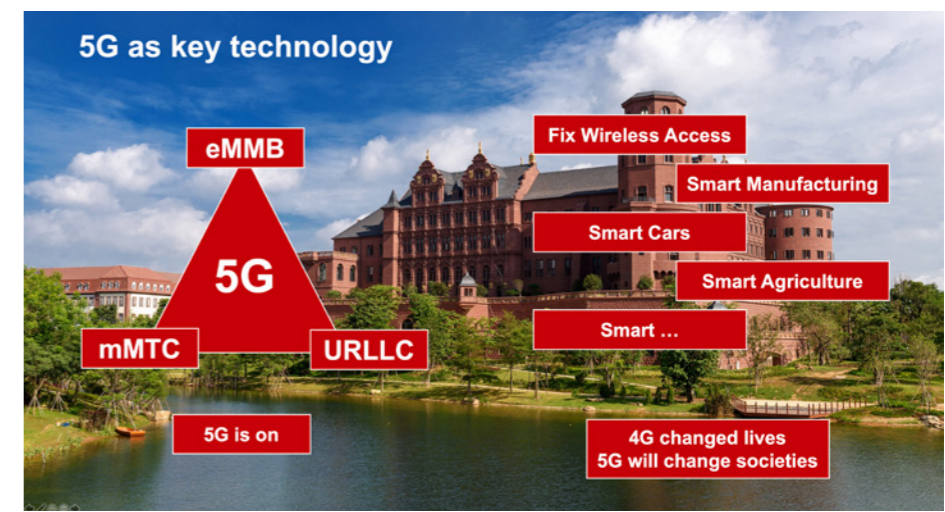 5G as key technology
eMMB
5G
mMTC
URLLC
5G is on
Fix Wireless Access
Smart Manufacturing
Smart Cars
Smart Agriculture
Smart ...
4G changed lives
5G will change societies